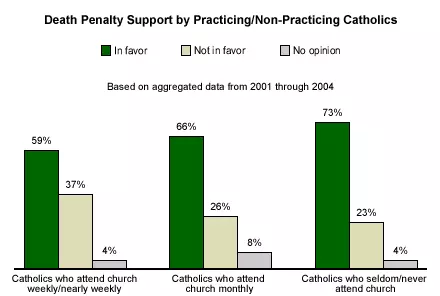 Death Penalty Support by Practicing/Non-Practicing Catholics
In favor
Not in favor
No opinion
Based on aggregated data from 2001 through 2004
59%
37%
4%
66%
26%
8%
73%
23%
4%
Catholics who attend church
weekly/nearly weekly
Catholics who attend
church monthly
Catholics who seldom/never
attend church